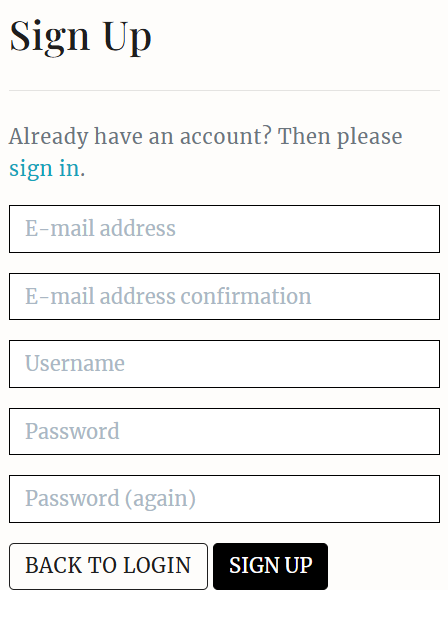 Sign Up
Already have an account? Then please
sign in.
E-mail address
E-mail address confirmation
Username
Password
Password (again)
BACK TO LOGIN SIGN UP